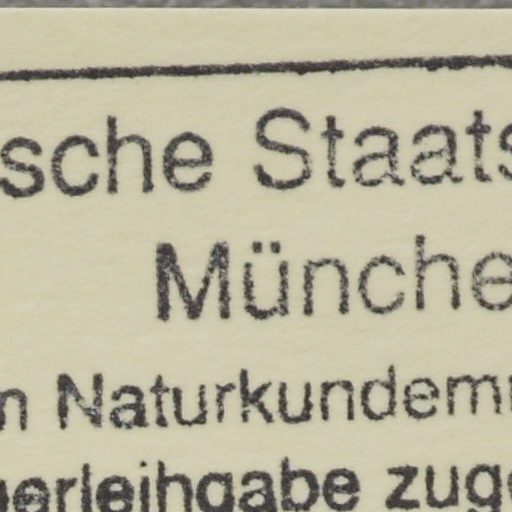 sche Staats
Münche
n Naturkundem
erleihgabe zug